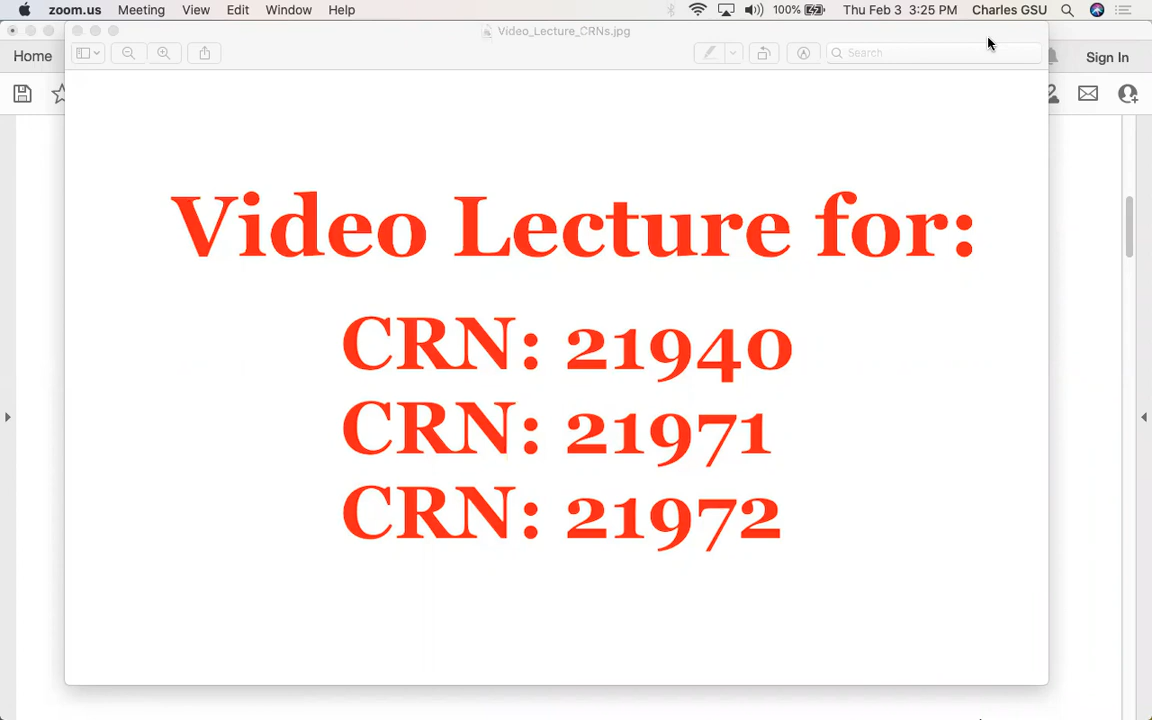 zoom.us Meeting View Edit Window Help 100% Thu Feb 3 3:25 PM Charles GSU
Video_Lecture_CRNs.jpg
Home Search Sign In
Video Lecture for:
CRN: 21940
CRN: 21971
CRN: 21972